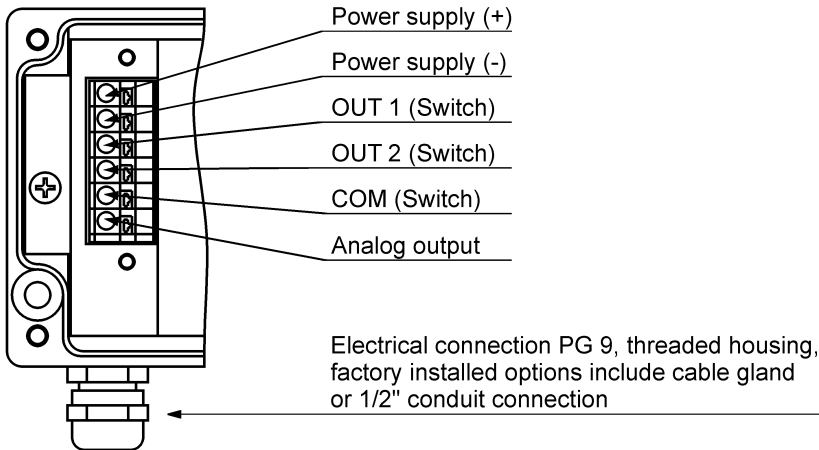 Power supply (+)
Power supply (-)
OUT 1 (Switch)
OUT 2 (Switch)
COM (Switch)
Analog output
Electrical connection PG 9, threaded housing,
factory installed options include cable gland
or 1/2" conduit connection